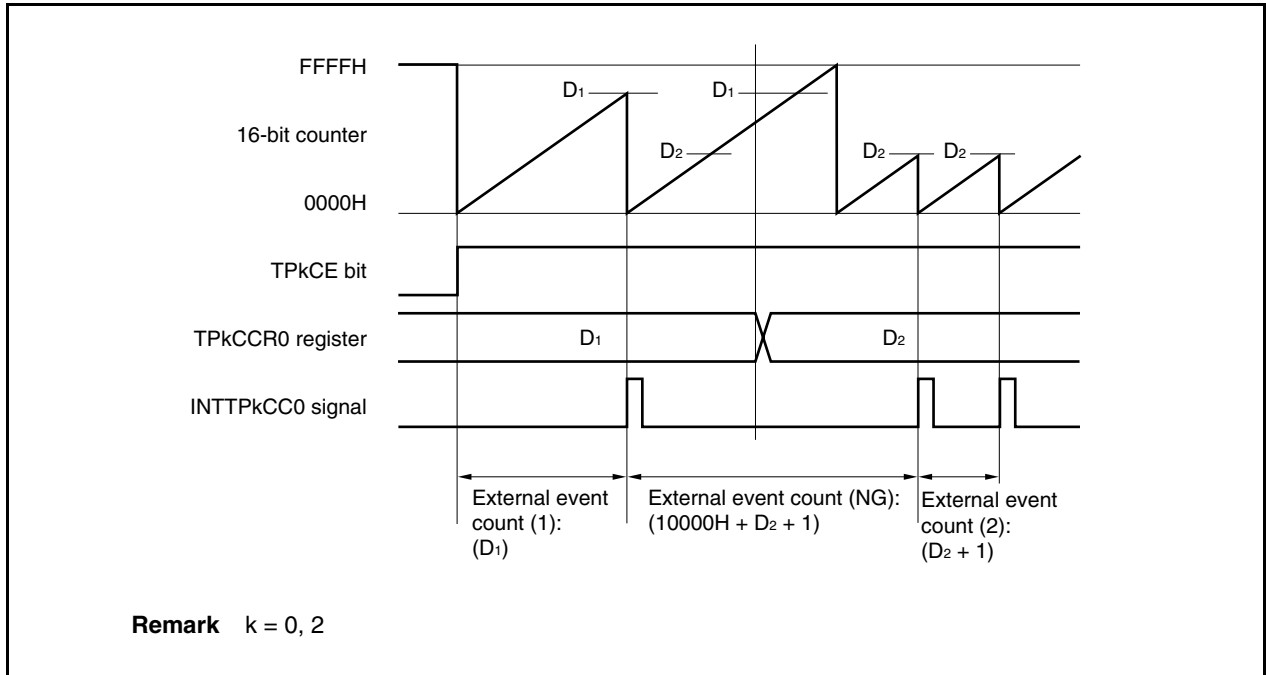 FFFFH
D1
D1
16-bit counter
D2
D2
D2
0000H
TPkCE bit
TPkCCR0 register
D1
D2
INTTPkCC0 signal
External event
count (1):
(D1)
External event count (NG):
(10000H + D2 + 1)
External event
count (2):
(D2 + 1)
Remark k = 0, 2